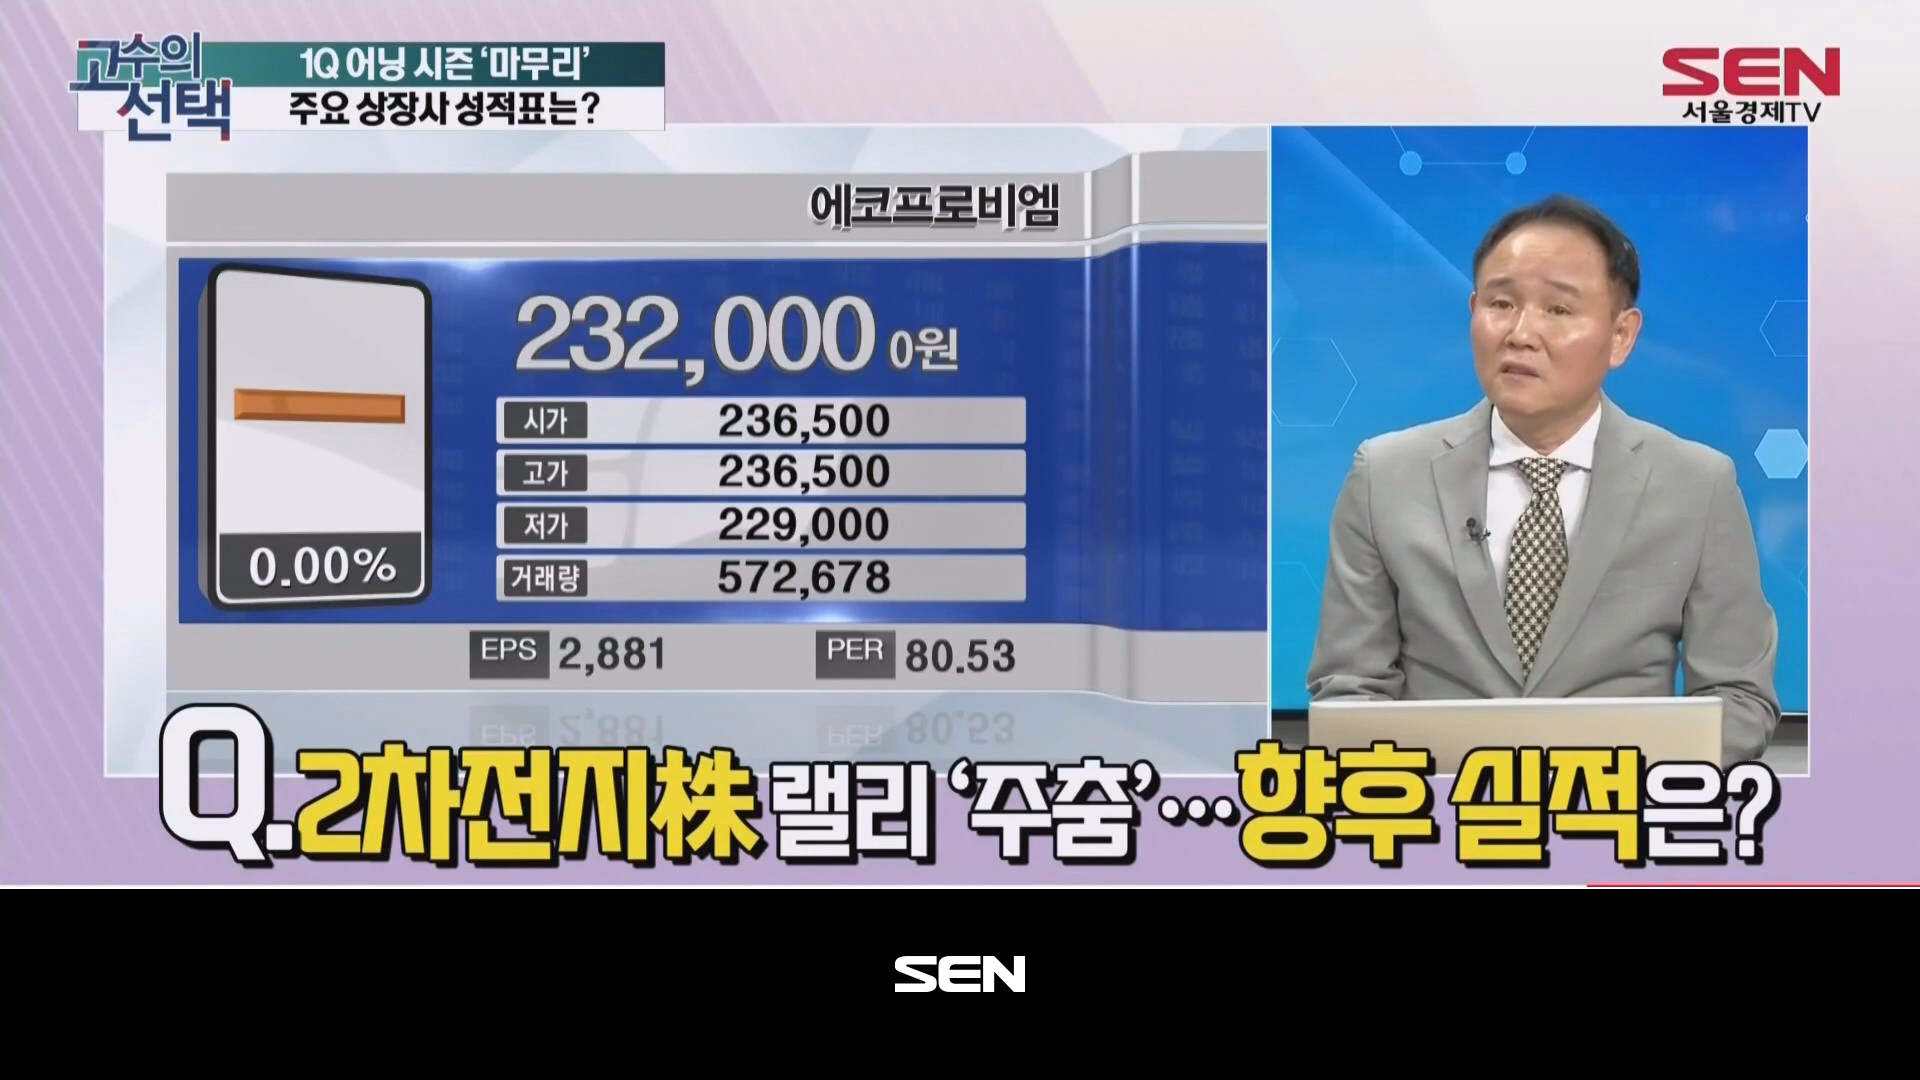 고수의
선택
1Q 어닝 시즌 ‘마무리’
주요 상장사 성적표는?
SEN
서울경제TV
에코프로비엠
232,000 0원
시가 236,500
고가 236,500
저가 229,000
거래량 572,678
0.00%
EPS 2,881 PER 80.53
Q.2차전지株 랠리 ‘주춤’…향후 실적은?
SEN